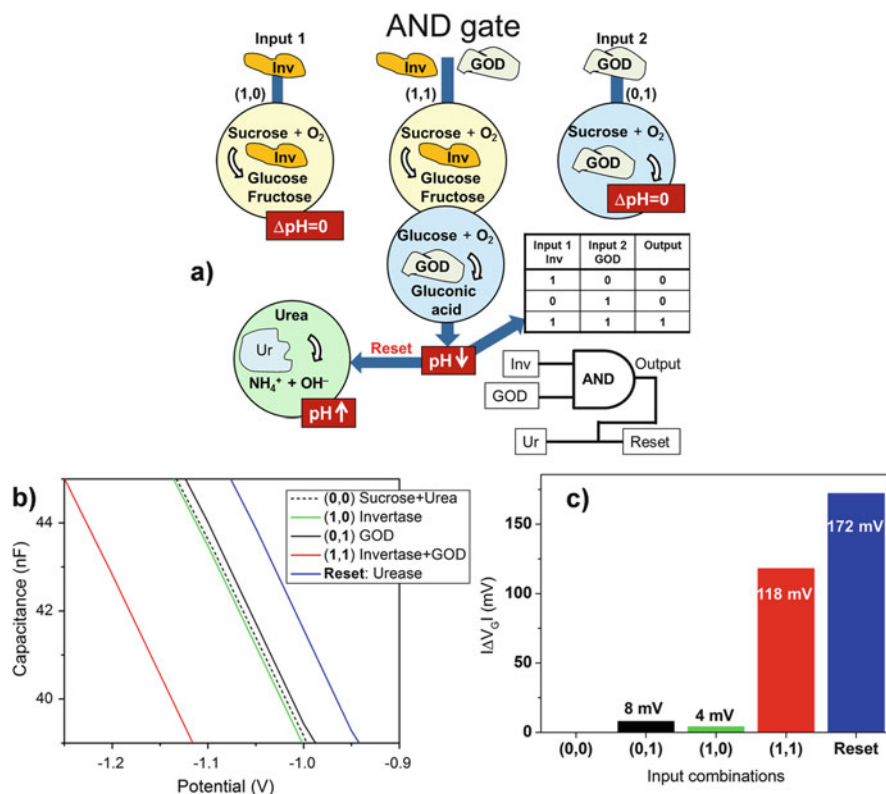 AND gate
Input 1
Inv
(1,0)
Sucrose + O₂
Inv
Glucose
Fructose
ΔpH=0
Inv
GOD
(1,1)
Sucrose + O₂
Inv
Glucose
Fructose
Glucose + O₂
GOD
Gluconic
acid
Input 2
GOD
(0,1)
Sucrose + O₂
GOD
ΔpH=0
a)
Input 1 Inv | Input 2 GOD | Output
1 0 0
0 1 0
1 1 1
pH↓
Reset
Urea
Ur
NH₄⁺ + OH⁻
pH↑
Inv
GOD
AND
Output
Ur
Reset
b)
Capacitance (nF)
44
42
40
-1.2 -1.1 -1.0 -0.9
Potential (V)
(0,0) Sucrose+Urea
(1,0) Invertase
(0,1) GOD
(1,1) Invertase+GOD
Reset: Urease
c)
IΔV_GI (mV)
150
100
50
0
8 mV
4 mV
118 mV
172 mV
(0,0) (0,1) (1,0) (1,1) Reset
Input combinations